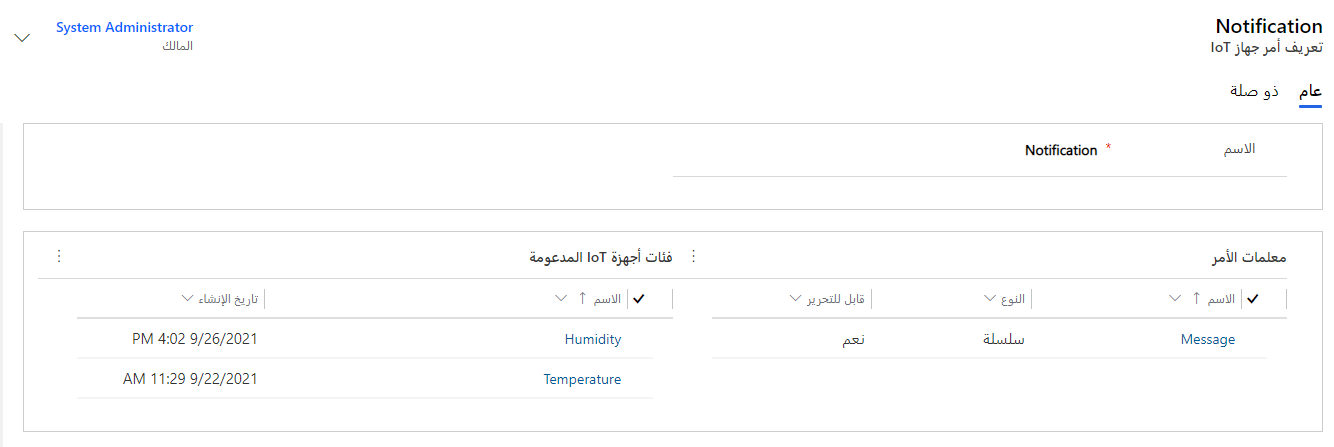 Notification
تعريف أمر جهاز IoT
System Administrator
المالك
عام
ذو صلة
الاسم
* Notification
معلمات الأمر
الاسم
النوع
قابل للتحرير
Message
سلسلة
نعم
فئات أجهزة IoT المدعومة
الاسم
تاريخ الإنشاء
Humidity
PM 4:02 9/26/2021
Temperature
AM 11:29 9/22/2021